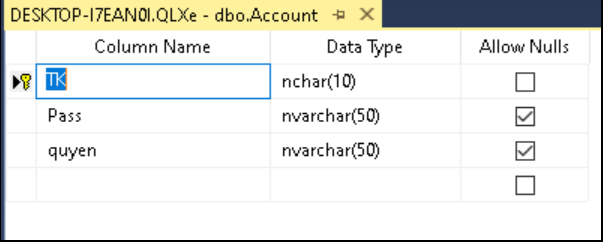 DESKTOP-I7EAN0I.QLXe - dbo.Account
Column Name Data Type Allow Nulls
TK nchar(10)
Pass nvarchar(50)
quyen nvarchar(50)